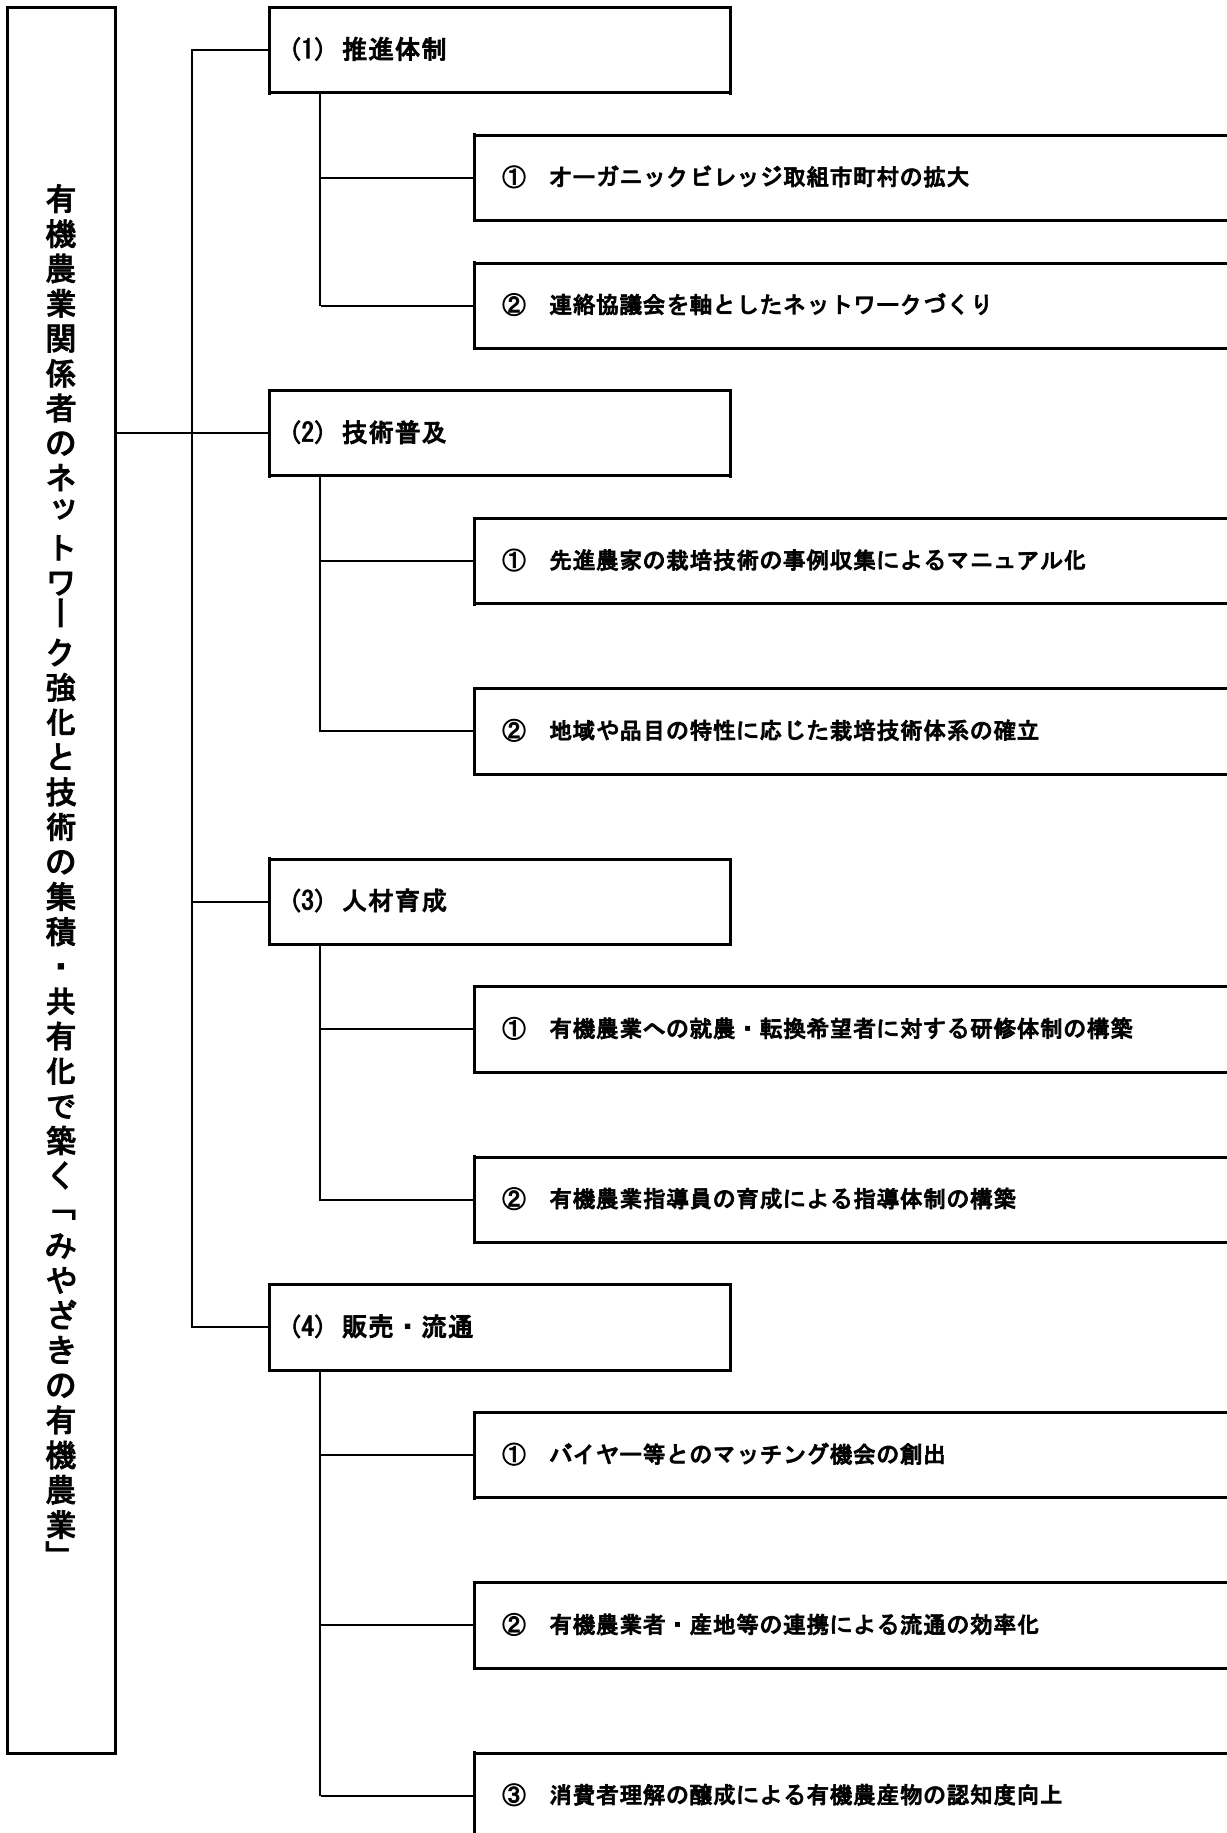 有機農業関係者のネットワーク強化と技術の集積・共有化で築く「みやざきの有機農業」
(1) 推進体制
① オーガニックビレッジ取組市町村の拡大
② 連絡協議会を軸としたネットワークづくり
(2) 技術普及
① 先進農家の栽培技術の事例収集によるマニュアル化
② 地域や品目の特性に応じた栽培技術体系の確立
(3) 人材育成
① 有機農業への就農・転換希望者に対する研修体制の構築
② 有機農業指導員の育成による指導体制の構築
(4) 販売・流通
① バイヤー等とのマッチング機会の創出
② 有機農業者・産地等の連携による流通の効率化
③ 消費者理解の醸成による有機農産物の認知度向上